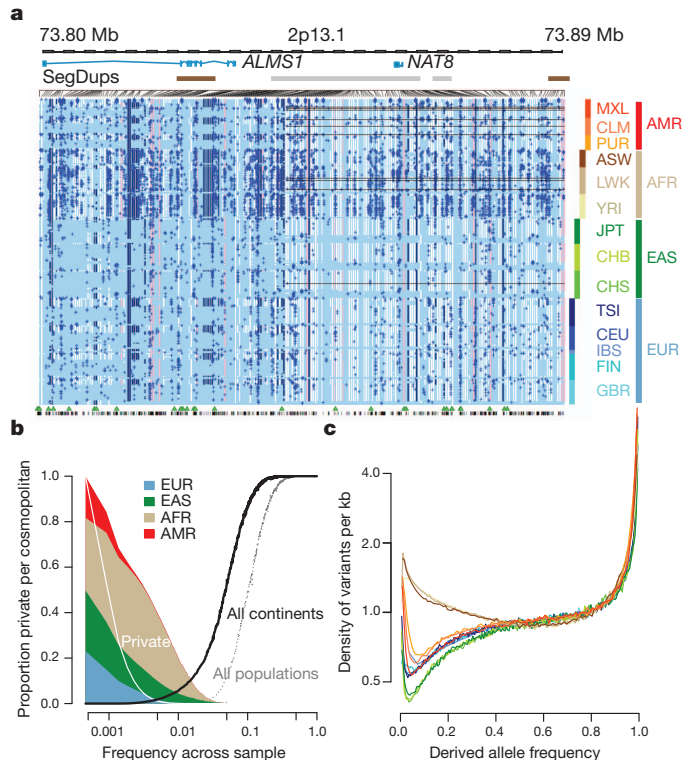 a
73.80 Mb 2p13.1 73.89 Mb
ALMS1 NAT8
SegDups
MXL
CLM
PUR
AMR
ASW
LWK
YRI
AFR
JPT
CHB
CHS
EAS
TSI
CEU
IBS
FIN
GBR
EUR
b
Proportion private per cosmopolitan
1.0
0.8
0.6
0.4
0.2
0.0
EUR
EAS
AFR
AMR
Private
All continents
All populations
0.001 0.01 0.1 1.0
Frequency across sample
c
Density of variants per kb
4.0
2.0
1.0
0.5
0.0 0.2 0.4 0.6 0.8 1.0
Derived allele frequency